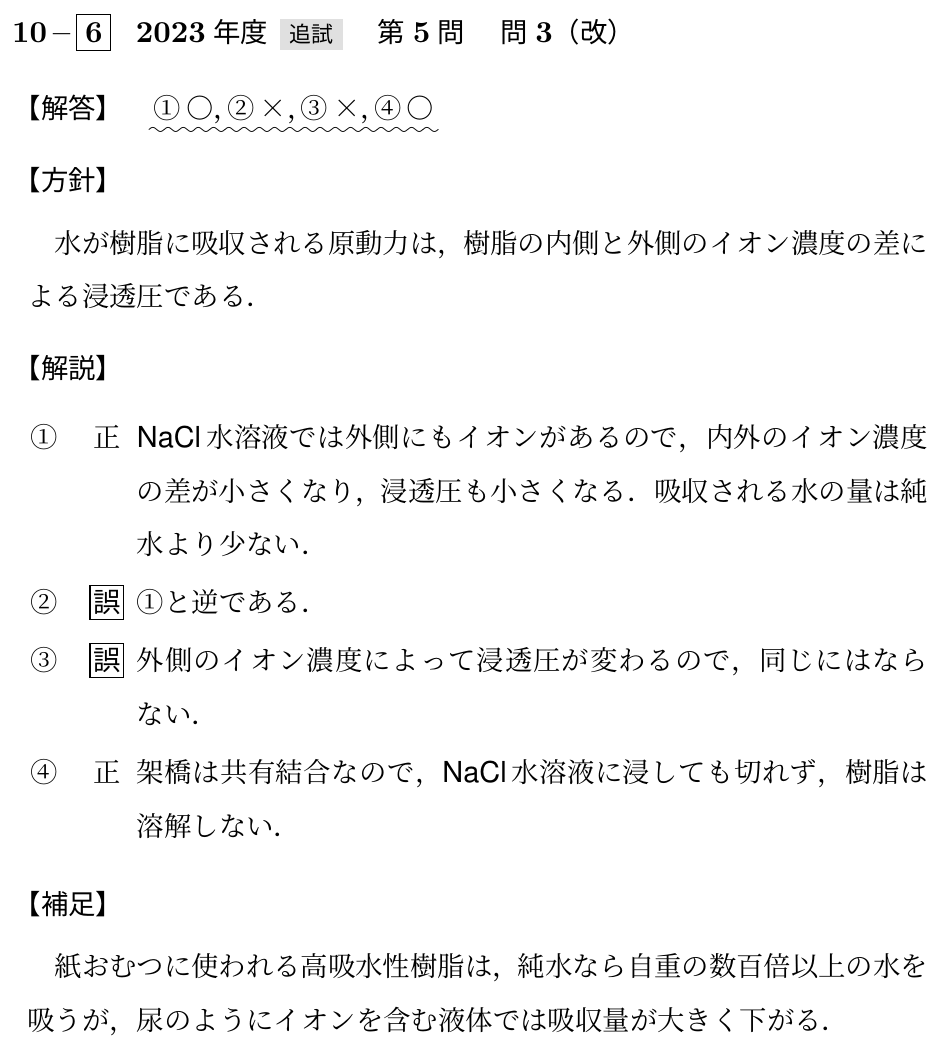 10－6 2023 年度 追試 第 5 問 問 3（改）
【解答】 ① ○, ② ×, ③ ×, ④ ○
【方針】
水が樹脂に吸収される原動力は，樹脂の内側と外側のイオン濃度の差に
よる浸透圧である．
【解説】
① 正 NaCl 水溶液では外側にもイオンがあるので，内外のイオン濃度
の差が小さくなり，浸透圧も小さくなる．吸収される水の量は純
水より少ない．
② 誤 ①と逆である．
③ 誤 外側のイオン濃度によって浸透圧が変わるので，同じにはなら
ない．
④ 正 架橋は共有結合なので，NaCl 水溶液に浸しても切れず，樹脂は
溶解しない．
【補足】
紙おむつに使われる高吸水性樹脂は，純水なら自重の数百倍以上の水を
吸うが，尿のようにイオンを含む液体では吸収量が大きく下がる．